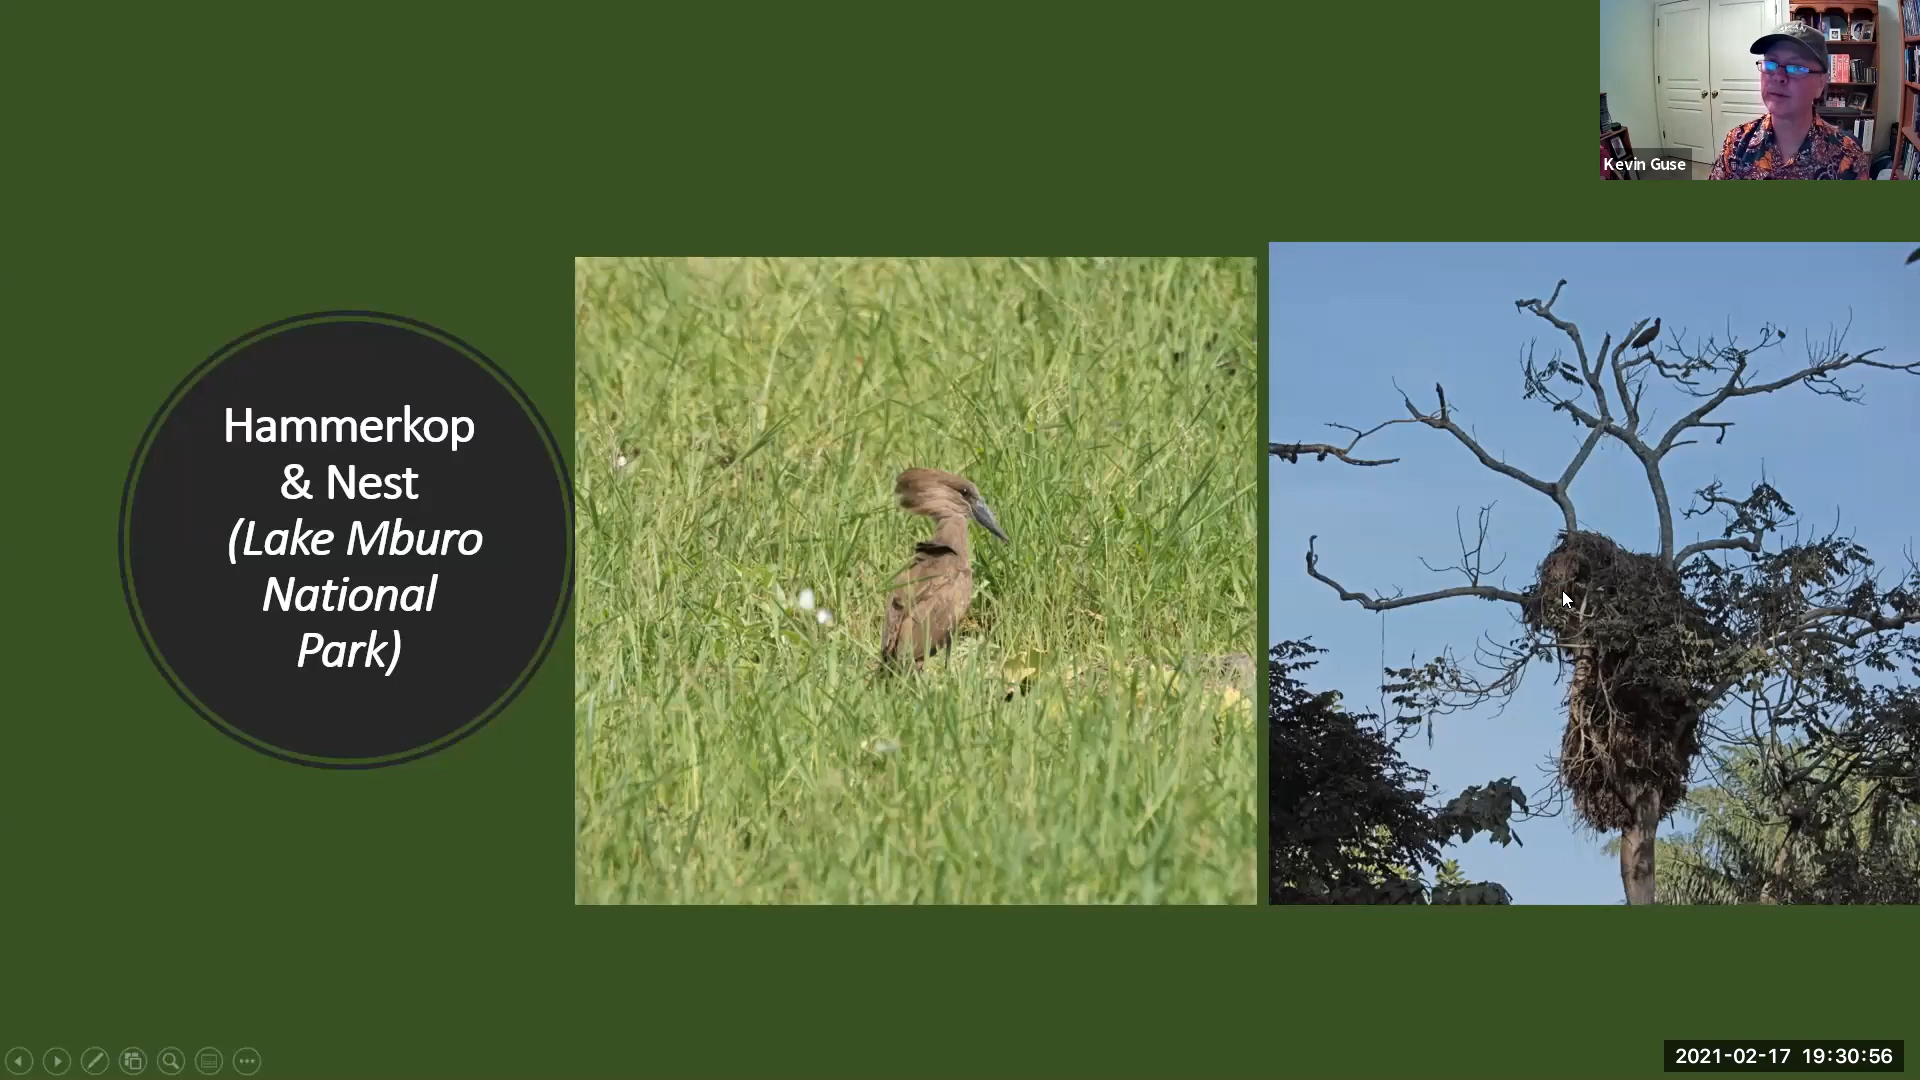 Kevin Guse
Hammerkop
& Nest
(Lake Mburo
National
Park)
2021-02-17 19:30:56